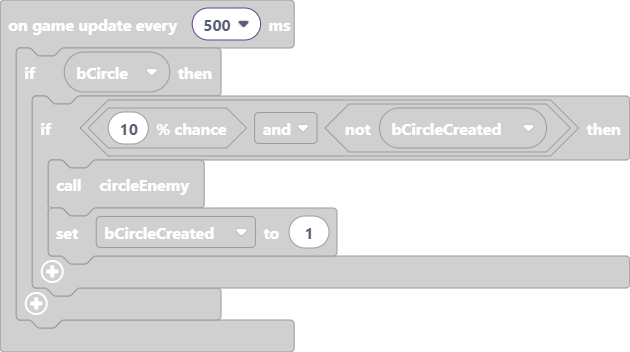 on game update every 500 ms
if bCircle then
if 10 % chance and not bCircleCreated then
call circleEnemy
set bCircleCreated to 1